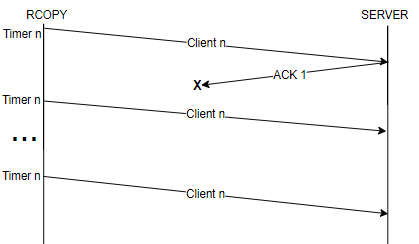 RCOPY
SERVER
Timer n
Client n
ACK 1
X
Timer n
Client n
...
Timer n
Client n